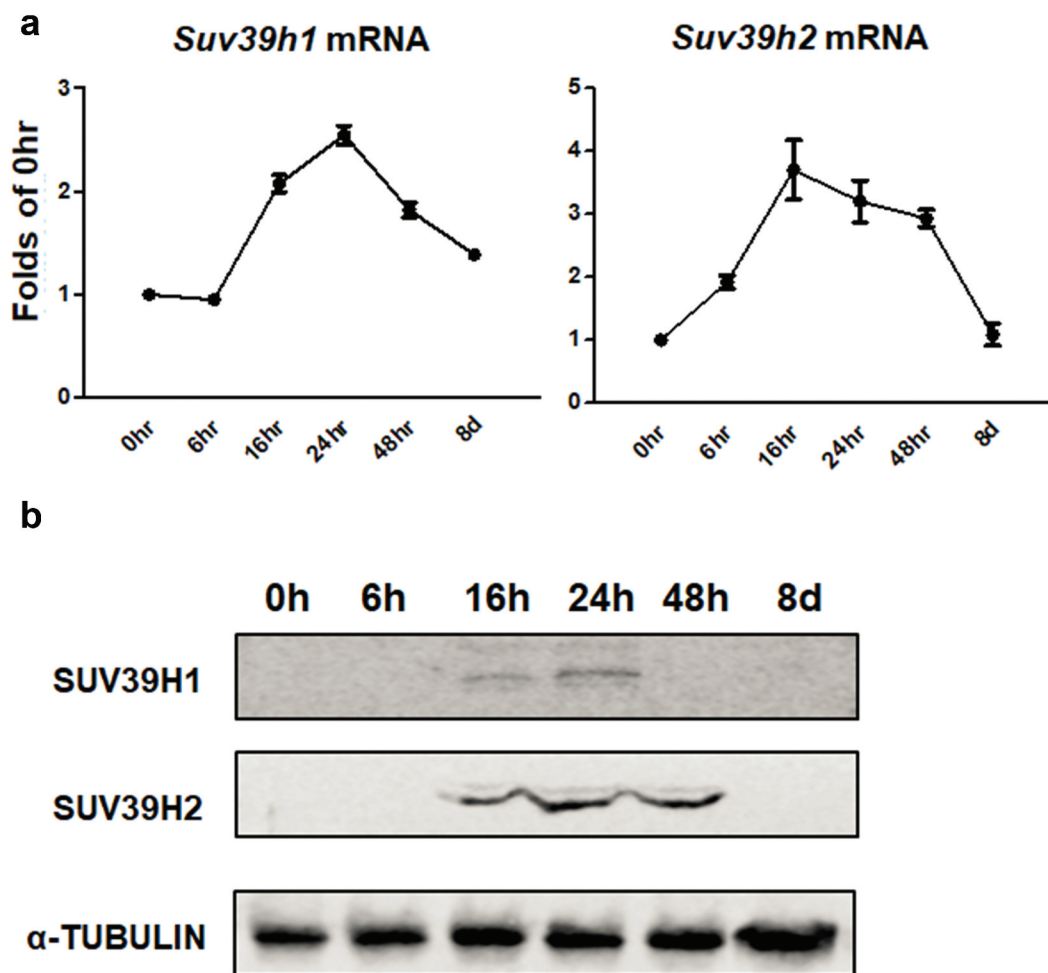 a
Suv39h1 mRNA
Folds of 0hr
3
2
1
0
0hr 6hr 16hr 24hr 48hr 8d
Suv39h2 mRNA
5
4
3
2
1
0
0hr 6hr 16hr 24hr 48hr 8d
b
0h 6h 16h 24h 48h 8d
SUV39H1
SUV39H2
α-TUBULIN